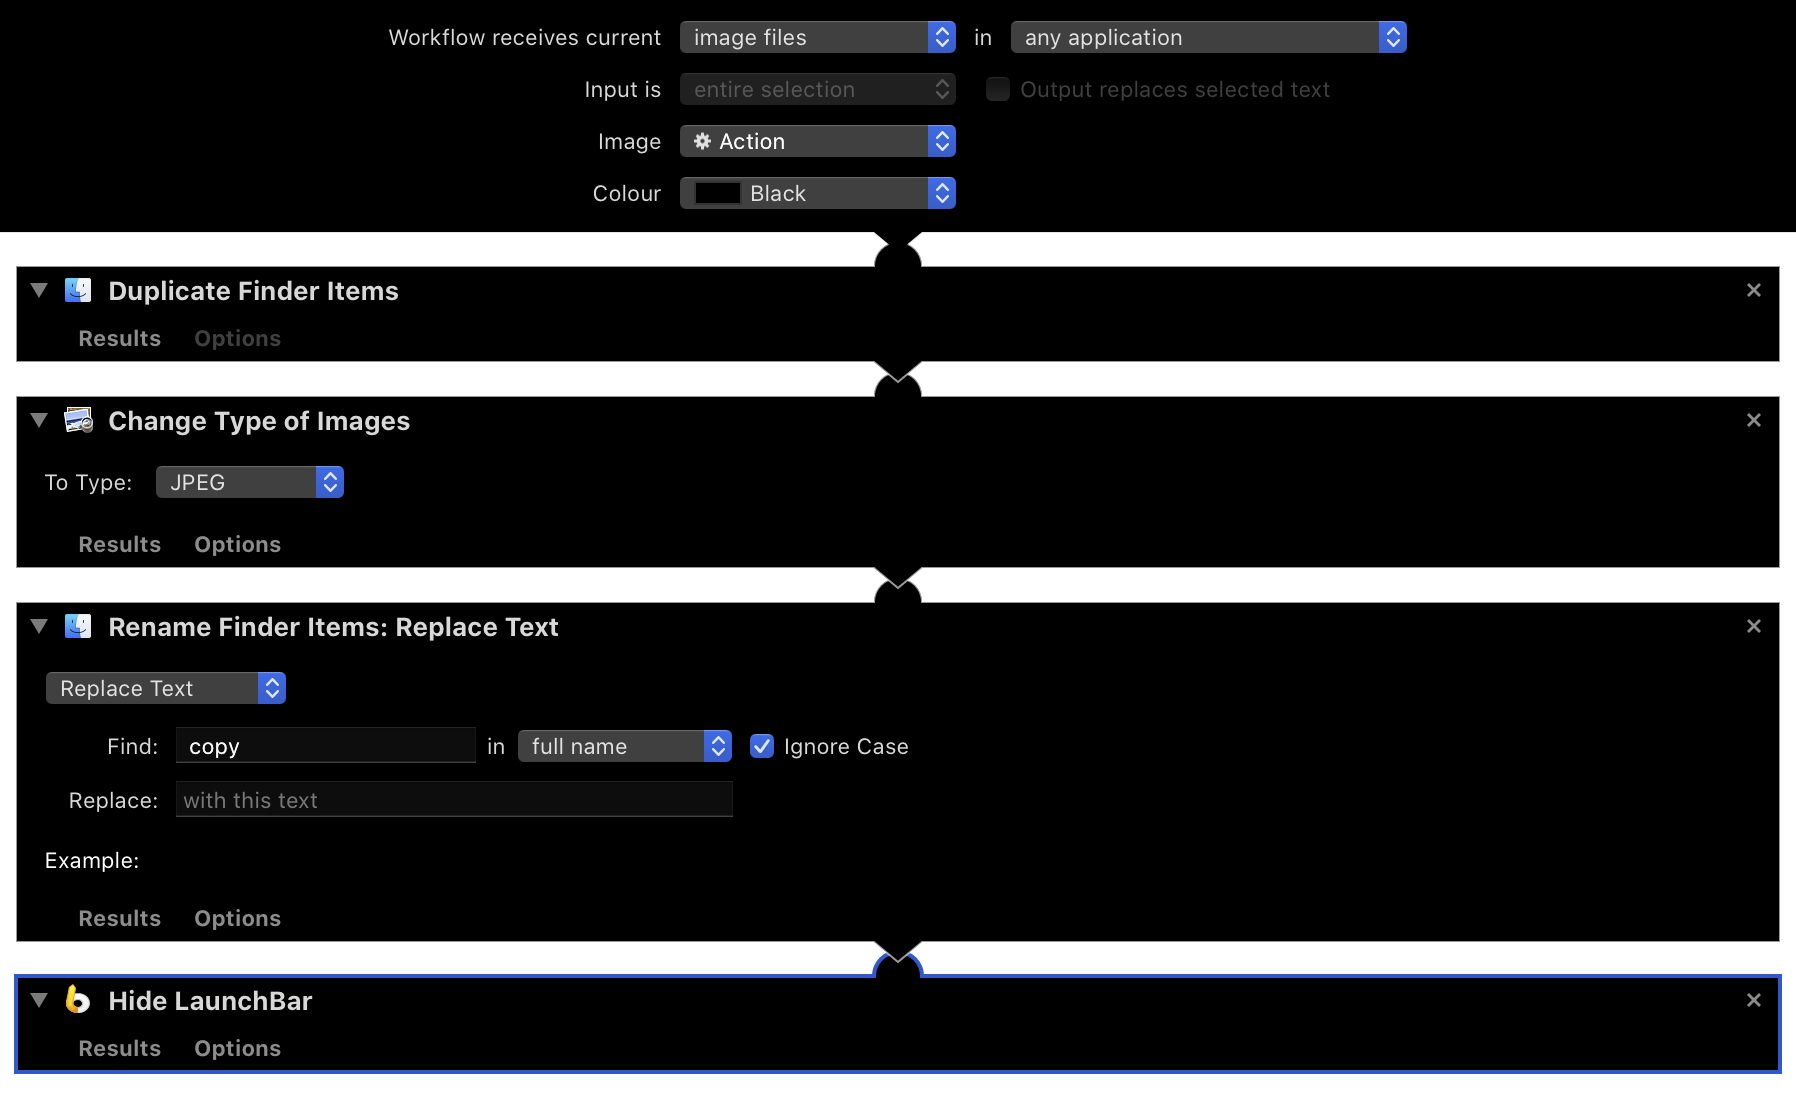 Workflow receives current image files in any application
Input is entire selection Output replaces selected text
Image Action
Colour Black
Duplicate Finder Items
Results Options
Change Type of Images
To Type: JPEG
Results Options
Rename Finder Items: Replace Text
Replace Text
Find: copy in full name Ignore Case
Replace: with this text
Example:
Results Options
Hide LaunchBar
Results Options